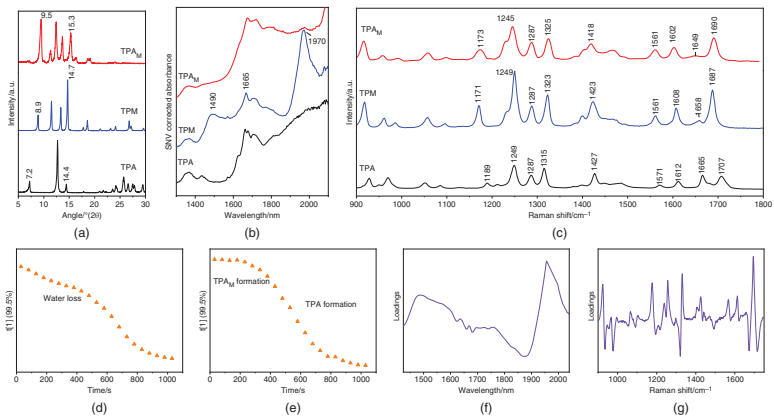 9.5
15.3
TPA_M
8.9
14.7
TPM
7.2
14.4
TPA
Intensity/a.u.
0 5 10 15 20 25 30
Angle/°(2θ)
(a)
1970
1665
1490
TPA_M
TPM
TPA
SNV corrected absorbance
1400 1600 1800 2000
Wavelength/nm
(b)
1173
1245
1287
1325
1418
1561
1602
1649
1690
TPA_M
1171
1249
1287
1323
1423
1561
1608
1658
1687
TPM
1189
1249
1287
1315
1427
1571
1612
1665
1707
TPA
Intensity /a.u.
900 1000 1100 1200 1300 1400 1500 1600 1700 1800
Raman shift/cm⁻¹
(c)
t[1] (99.5%)
Water loss
0 200 400 600 800 1000
Time/s
(d)
t[1] (99.5%)
TPA_M formation
TPA formation
0 200 400 600 800 1000
Time/s
(e)
Loadings
1500 1600 1700 1800 1900 2000
Wavelength/nm
(f)
Loadings
1000 1200 1400 1600
Raman shift/cm⁻¹
(g)